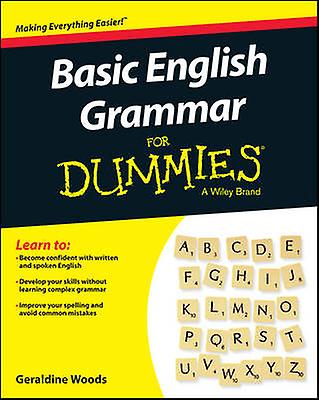 Making Everything Easier!™
Basic English
Grammar
FOR
DUMMIES®
A Wiley Brand
Learn to:
• Become confident with written
and spoken English
• Develop your skills without
learning complex grammar
• Improve your spelling and
avoid common mistakes
A B C D E
F G H I J
K L M N O
P Q R S T
U V W X Y Z
Geraldine Woods